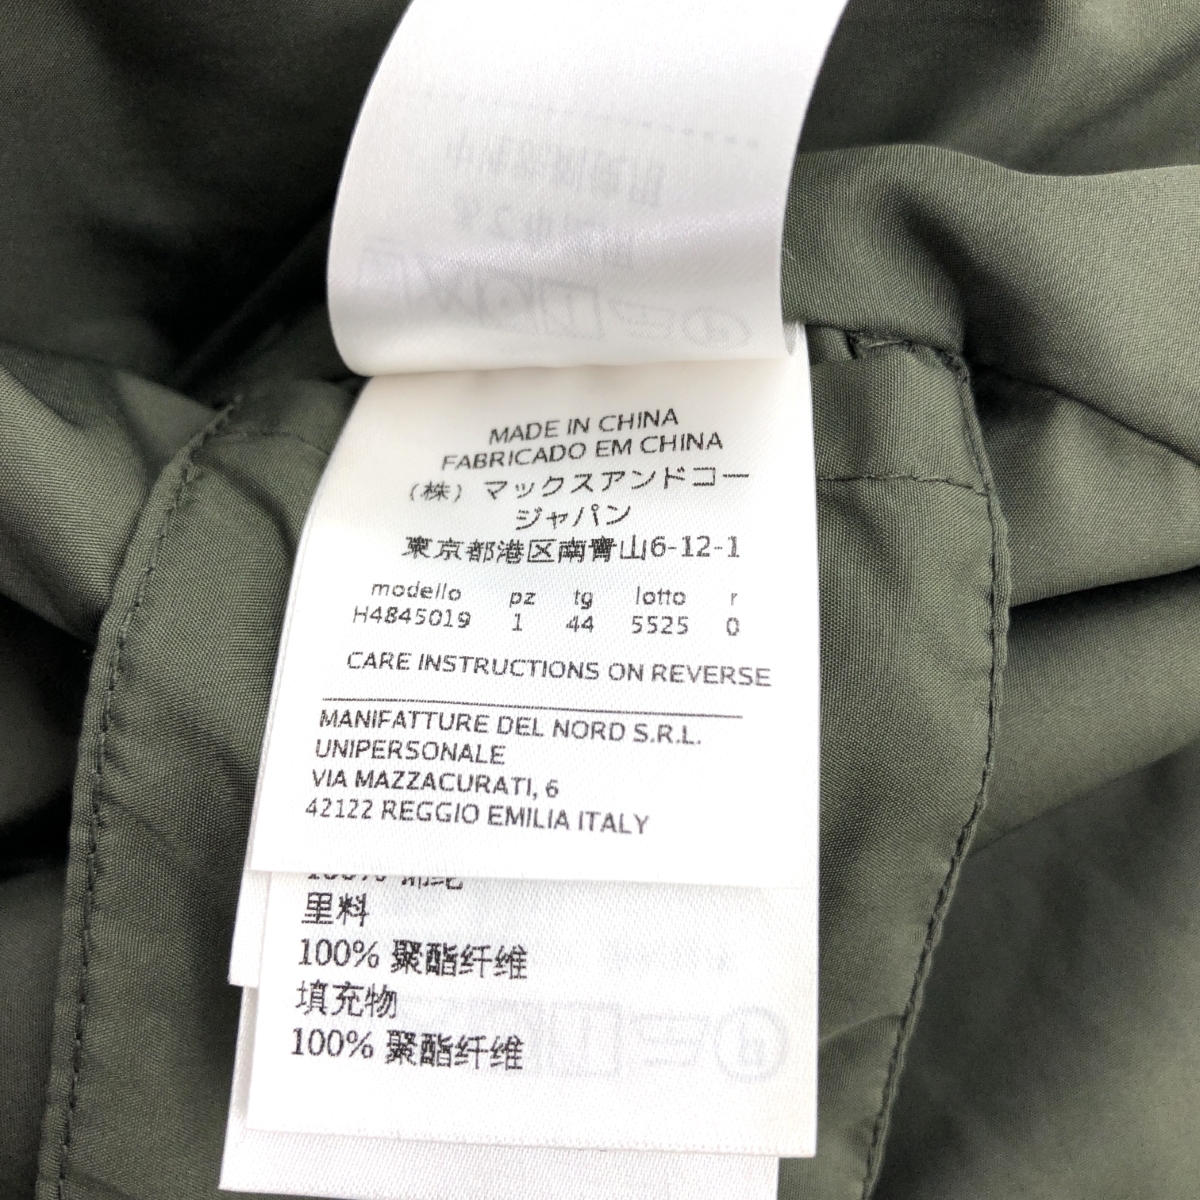 MADE IN CHINA
FABRICADO EM CHINA
(株) マックスアンドコー
ジャパン
東京都港区南青山6-12-1
modello pz tg lotto r
H4845019 1 44 5525 0
CARE INSTRUCTIONS ON REVERSE
MANIFATTURE DEL NORD S.R.L.
UNIPERSONALE
VIA MAZZACURATI, 6
42122 REGGIO EMILIA ITALY
100%
里料
100% 聚酯纤维
填充物
100% 聚酯纤维